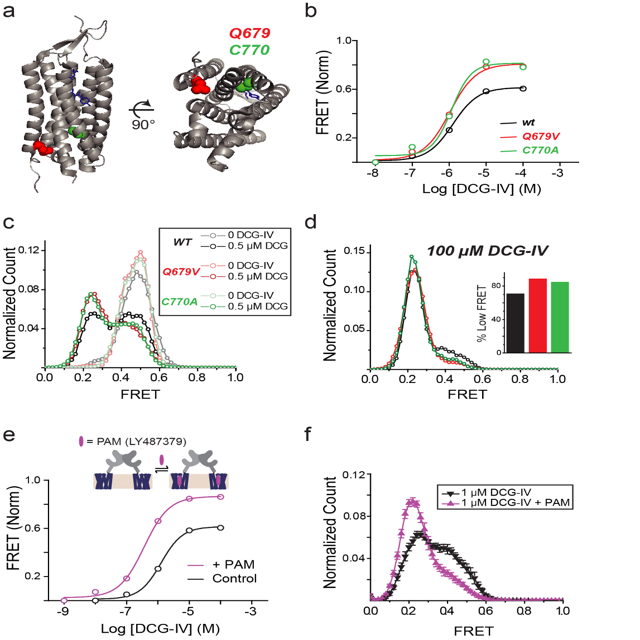 a
Q679
C770
90°
b
FRET (Norm)
1.0
0.6
0.2
wt
Q679V
C770A
-8 -7 -6 -5 -4 -3
Log [DCG-IV] (M)
c
Normalized Count
0.12
0.08
0.04
WT
0 DCG-IV
0.5 µM DCG
Q679V
0 DCG-IV
0.5 µM DCG
C770A
0 DCG-IV
0.5 µM DCG
0.0 0.2 0.4 0.6 0.8 1.0
FRET
d
100 µM DCG-IV
Normalized Count
0.15
0.10
0.05
% Low FRET
80
60
40
20
0
0.0 0.2 0.4 0.6 0.8 1.0
FRET
e
= PAM (LY487379)
FRET (Norm)
1.0
0.6
0.2
+ PAM
Control
-9 -8 -7 -6 -5 -4 -3
Log [DCG-IV] (M)
f
Normalized Count
0.12
0.08
0.04
1 µM DCG-IV
1 µM DCG-IV + PAM
0.0 0.2 0.4 0.6 0.8 1.0
FRET